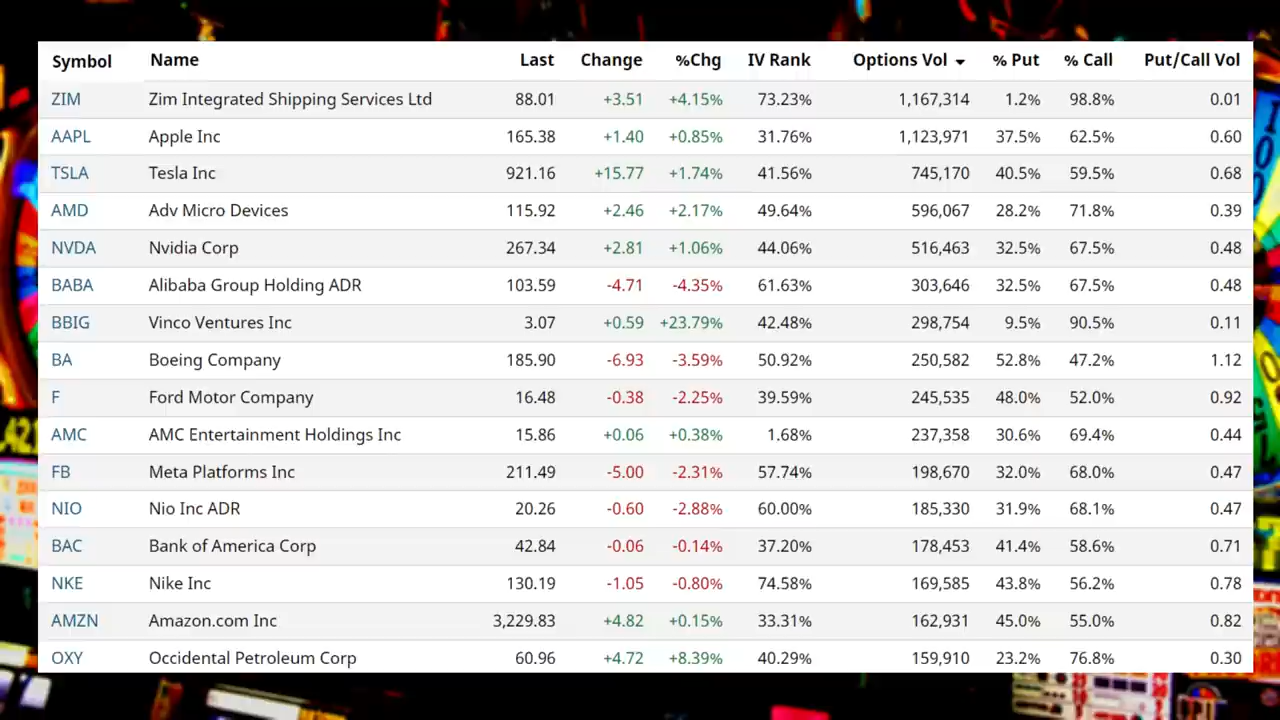 Symbol Name Last Change %Chg IV Rank Options Vol % Put % Call Put/Call Vol
ZIM Zim Integrated Shipping Services Ltd 88.01 +3.51 +4.15% 73.23% 1,167,314 1.2% 98.8% 0.01
AAPL Apple Inc 165.38 +1.40 +0.85% 31.76% 1,123,971 37.5% 62.5% 0.60
TSLA Tesla Inc 921.16 +15.77 +1.74% 41.56% 745,170 40.5% 59.5% 0.68
AMD Adv Micro Devices 115.92 +2.46 +2.17% 49.64% 596,067 28.2% 71.8% 0.39
NVDA Nvidia Corp 267.34 +2.81 +1.06% 44.06% 516,463 32.5% 67.5% 0.48
BABA Alibaba Group Holding ADR 103.59 -4.71 -4.35% 61.63% 303,646 32.5% 67.5% 0.48
BBIG Vinco Ventures Inc 3.07 +0.59 +23.79% 42.48% 298,754 9.5% 90.5% 0.11
BA Boeing Company 185.90 -6.93 -3.59% 50.92% 250,582 52.8% 47.2% 1.12
F Ford Motor Company 16.48 -0.38 -2.25% 39.59% 245,535 48.0% 52.0% 0.92
AMC AMC Entertainment Holdings Inc 15.86 +0.06 +0.38% 1.68% 237,358 30.6% 69.4% 0.44
FB Meta Platforms Inc 211.49 -5.00 -2.31% 57.74% 198,670 32.0% 68.0% 0.47
NIO Nio Inc ADR 20.26 -0.60 -2.88% 60.00% 185,330 31.9% 68.1% 0.47
BAC Bank of America Corp 42.84 -0.06 -0.14% 37.20% 178,453 41.4% 58.6% 0.71
NKE Nike Inc 130.19 -1.05 -0.80% 74.58% 169,585 43.8% 56.2% 0.78
AMZN Amazon.com Inc 3,229.83 +4.82 +0.15% 33.31% 162,931 45.0% 55.0% 0.82
OXY Occidental Petroleum Corp 60.96 +4.72 +8.39% 40.29% 159,910 23.2% 76.8% 0.30